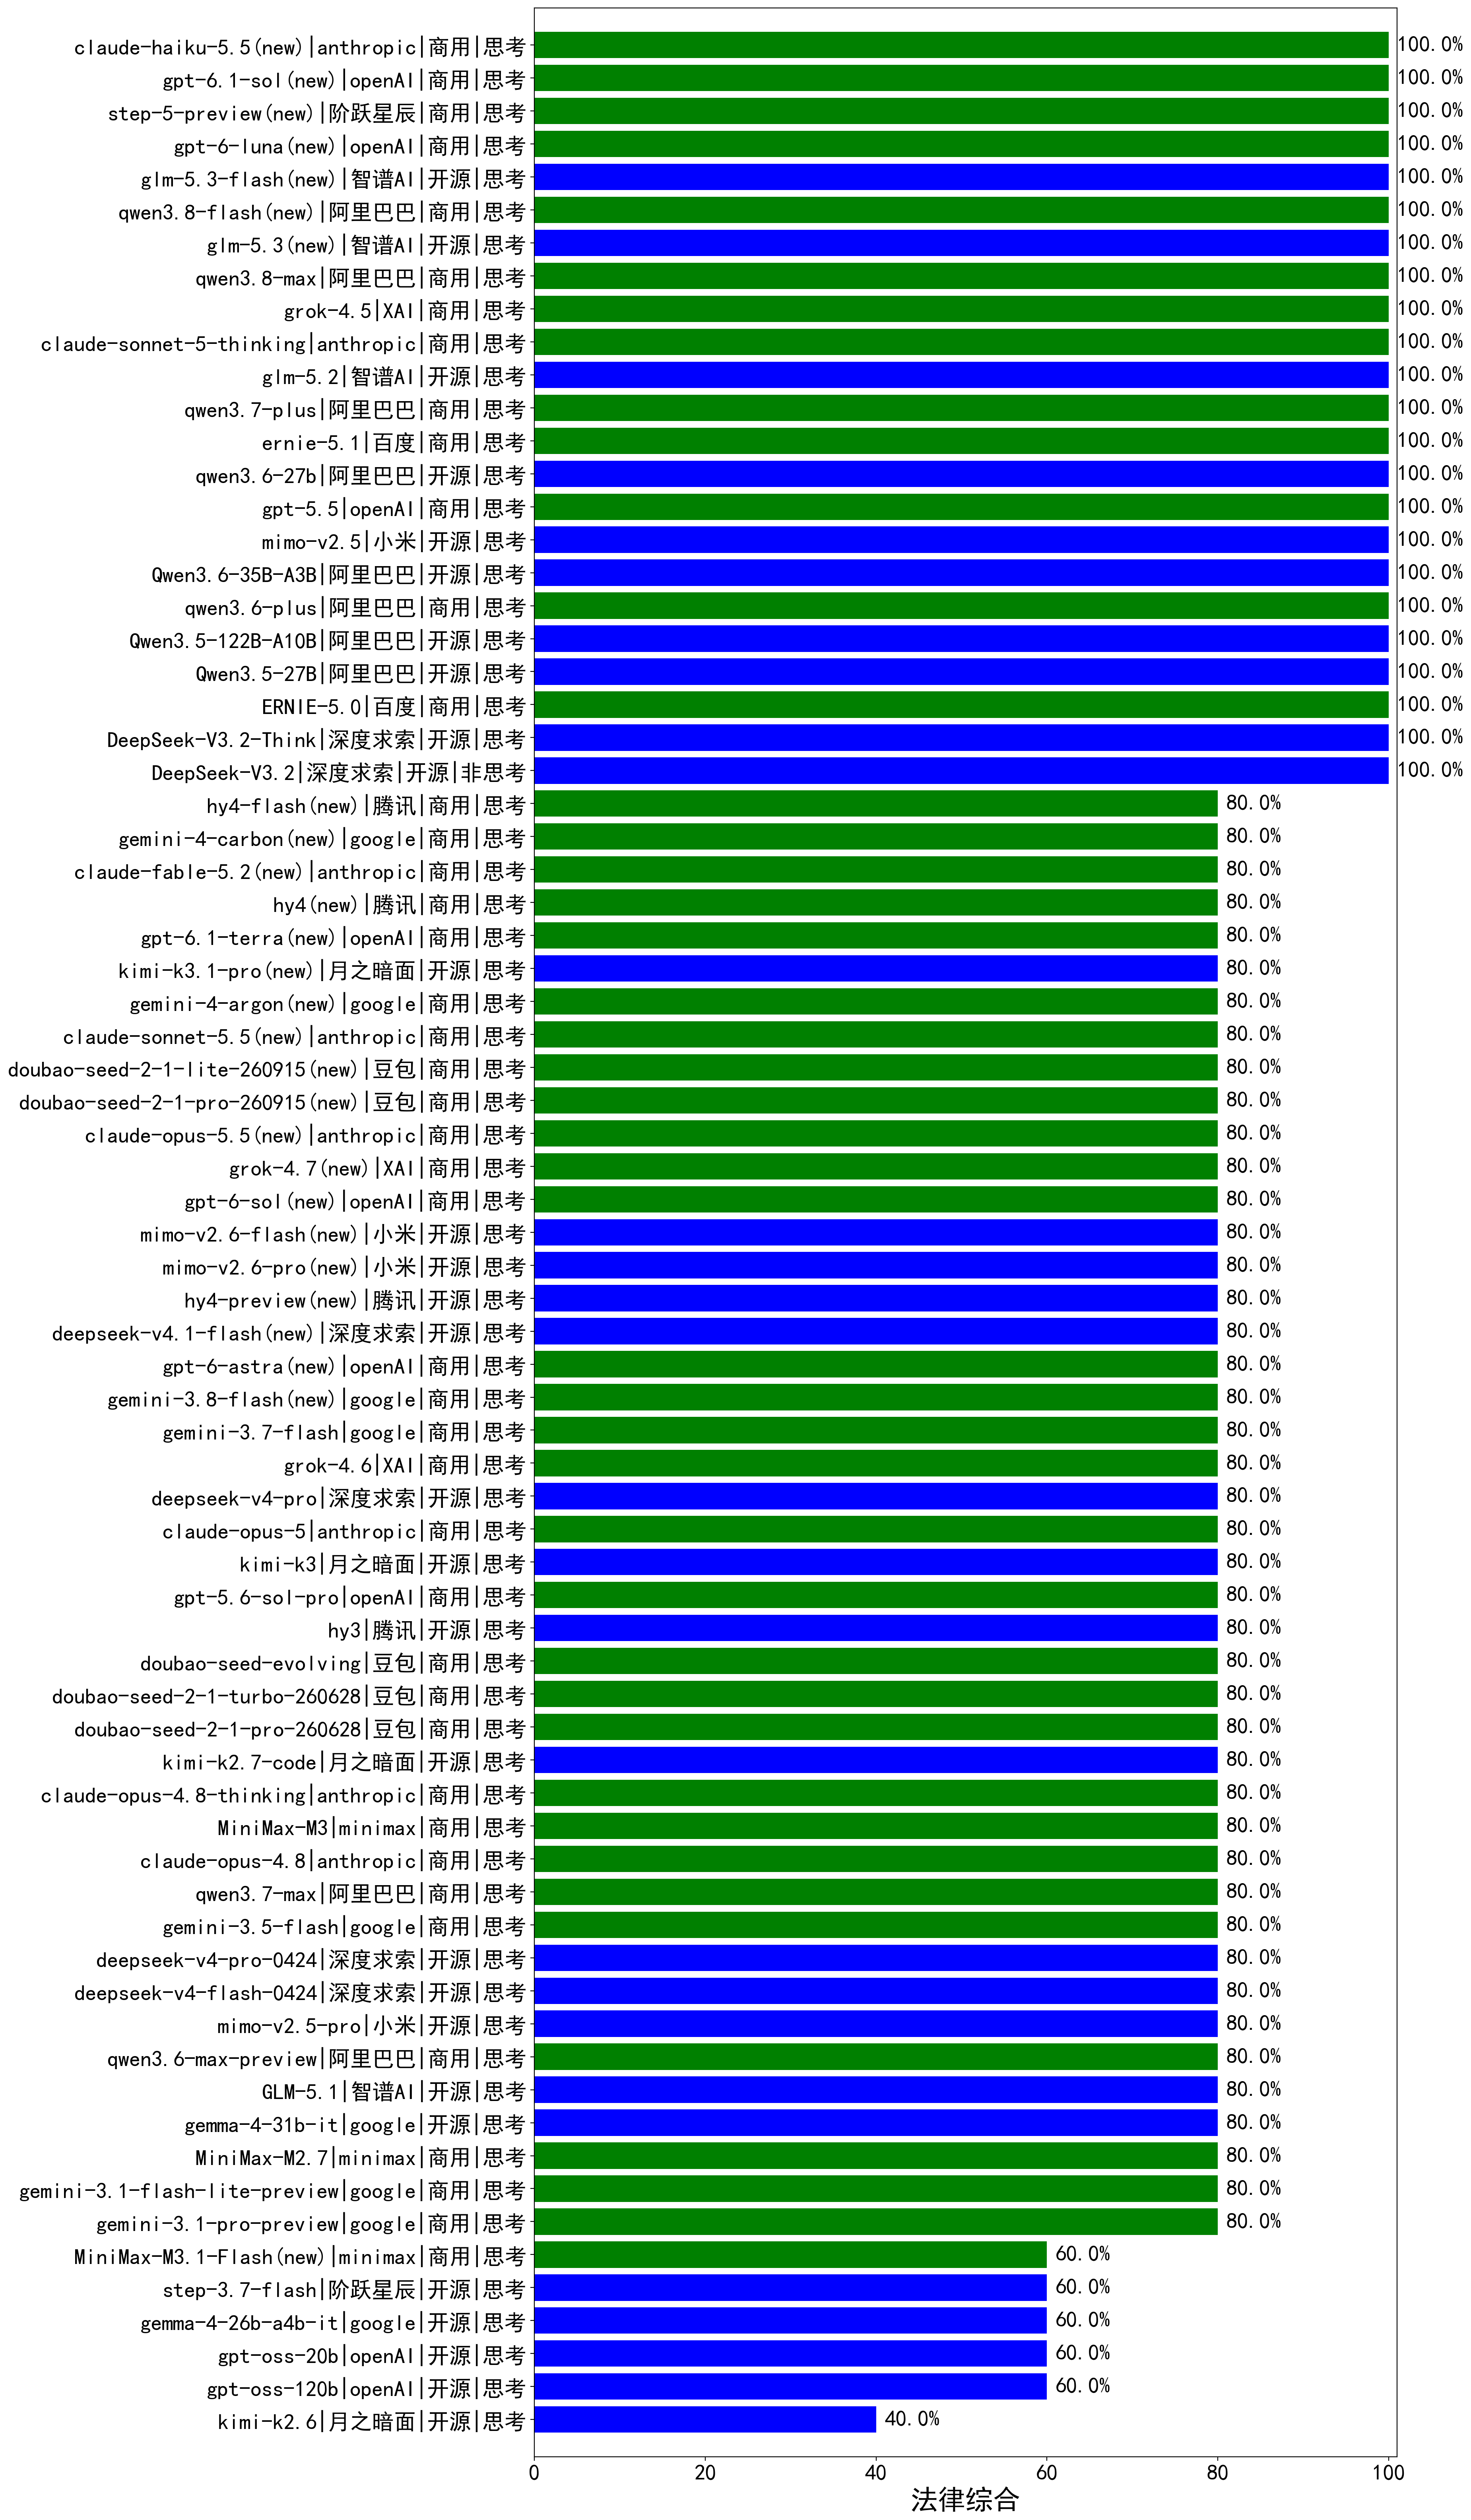 claude-haiku-5.5(new)|anthropic|商用|思考 100.0%
gpt-6.1-sol(new)|openAI|商用|思考 100.0%
step-5-preview(new)|阶跃星辰|商用|思考 100.0%
gpt-6-luna(new)|openAI|商用|思考 100.0%
glm-5.3-flash(new)|智谱AI|开源|思考 100.0%
qwen3.8-flash(new)|阿里巴巴|商用|思考 100.0%
glm-5.3(new)|智谱AI|开源|思考 100.0%
qwen3.8-max|阿里巴巴|商用|思考 100.0%
grok-4.5|XAI|商用|思考 100.0%
claude-sonnet-5-thinking|anthropic|商用|思考 100.0%
glm-5.2|智谱AI|开源|思考 100.0%
qwen3.7-plus|阿里巴巴|商用|思考 100.0%
ernie-5.1|百度|商用|思考 100.0%
qwen3.6-27b|阿里巴巴|开源|思考 100.0%
gpt-5.5|openAI|商用|思考 100.0%
mimo-v2.5|小米|开源|思考 100.0%
Qwen3.6-35B-A3B|阿里巴巴|开源|思考 100.0%
qwen3.6-plus|阿里巴巴|商用|思考 100.0%
Qwen3.5-122B-A10B|阿里巴巴|开源|思考 100.0%
Qwen3.5-27B|阿里巴巴|开源|思考 100.0%
ERNIE-5.0|百度|商用|思考 100.0%
DeepSeek-V3.2-Think|深度求索|开源|思考 100.0%
DeepSeek-V3.2|深度求索|开源|非思考 100.0%
hy4-flash(new)|腾讯|商用|思考 80.0%
gemini-4-carbon(new)|google|商用|思考 80.0%
claude-fable-5.2(new)|anthropic|商用|思考 80.0%
hy4(new)|腾讯|商用|思考 80.0%
gpt-6.1-terra(new)|openAI|商用|思考 80.0%
kimi-k3.1-pro(new)|月之暗面|开源|思考 80.0%
gemini-4-argon(new)|google|商用|思考 80.0%
claude-sonnet-5.5(new)|anthropic|商用|思考 80.0%
doubao-seed-2-1-lite-260915(new)|豆包|商用|思考 80.0%
doubao-seed-2-1-pro-260915(new)|豆包|商用|思考 80.0%
claude-opus-5.5(new)|anthropic|商用|思考 80.0%
grok-4.7(new)|XAI|商用|思考 80.0%
gpt-6-sol(new)|openAI|商用|思考 80.0%
mimo-v2.6-flash(new)|小米|开源|思考 80.0%
mimo-v2.6-pro(new)|小米|开源|思考 80.0%
hy4-preview(new)|腾讯|开源|思考 80.0%
deepseek-v4.1-flash(new)|深度求索|开源|思考 80.0%
gpt-6-astra(new)|openAI|商用|思考 80.0%
gemini-3.8-flash(new)|google|商用|思考 80.0%
gemini-3.7-flash|google|商用|思考 80.0%
grok-4.6|XAI|商用|思考 80.0%
deepseek-v4-pro|深度求索|开源|思考 80.0%
claude-opus-5|anthropic|商用|思考 80.0%
kimi-k3|月之暗面|开源|思考 80.0%
gpt-5.6-sol-pro|openAI|商用|思考 80.0%
hy3|腾讯|开源|思考 80.0%
doubao-seed-evolving|豆包|商用|思考 80.0%
doubao-seed-2-1-turbo-260628|豆包|商用|思考 80.0%
doubao-seed-2-1-pro-260628|豆包|商用|思考 80.0%
kimi-k2.7-code|月之暗面|开源|思考 80.0%
claude-opus-4.8-thinking|anthropic|商用|思考 80.0%
MiniMax-M3|minimax|商用|思考 80.0%
claude-opus-4.8|anthropic|商用|思考 80.0%
qwen3.7-max|阿里巴巴|商用|思考 80.0%
gemini-3.5-flash|google|商用|思考 80.0%
deepseek-v4-pro-0424|深度求索|开源|思考 80.0%
deepseek-v4-flash-0424|深度求索|开源|思考 80.0%
mimo-v2.5-pro|小米|开源|思考 80.0%
qwen3.6-max-preview|阿里巴巴|商用|思考 80.0%
GLM-5.1|智谱AI|开源|思考 80.0%
gemma-4-31b-it|google|开源|思考 80.0%
MiniMax-M2.7|minimax|商用|思考 80.0%
gemini-3.1-flash-lite-preview|google|商用|思考 80.0%
gemini-3.1-pro-preview|google|商用|思考 80.0%
MiniMax-M3.1-Flash(new)|minimax|商用|思考 60.0%
step-3.7-flash|阶跃星辰|开源|思考 60.0%
gemma-4-26b-a4b-it|google|开源|思考 60.0%
gpt-oss-20b|openAI|开源|思考 60.0%
gpt-oss-120b|openAI|开源|思考 60.0%
kimi-k2.6|月之暗面|开源|思考 40.0%
0 20 40 60 80 100
法律综合